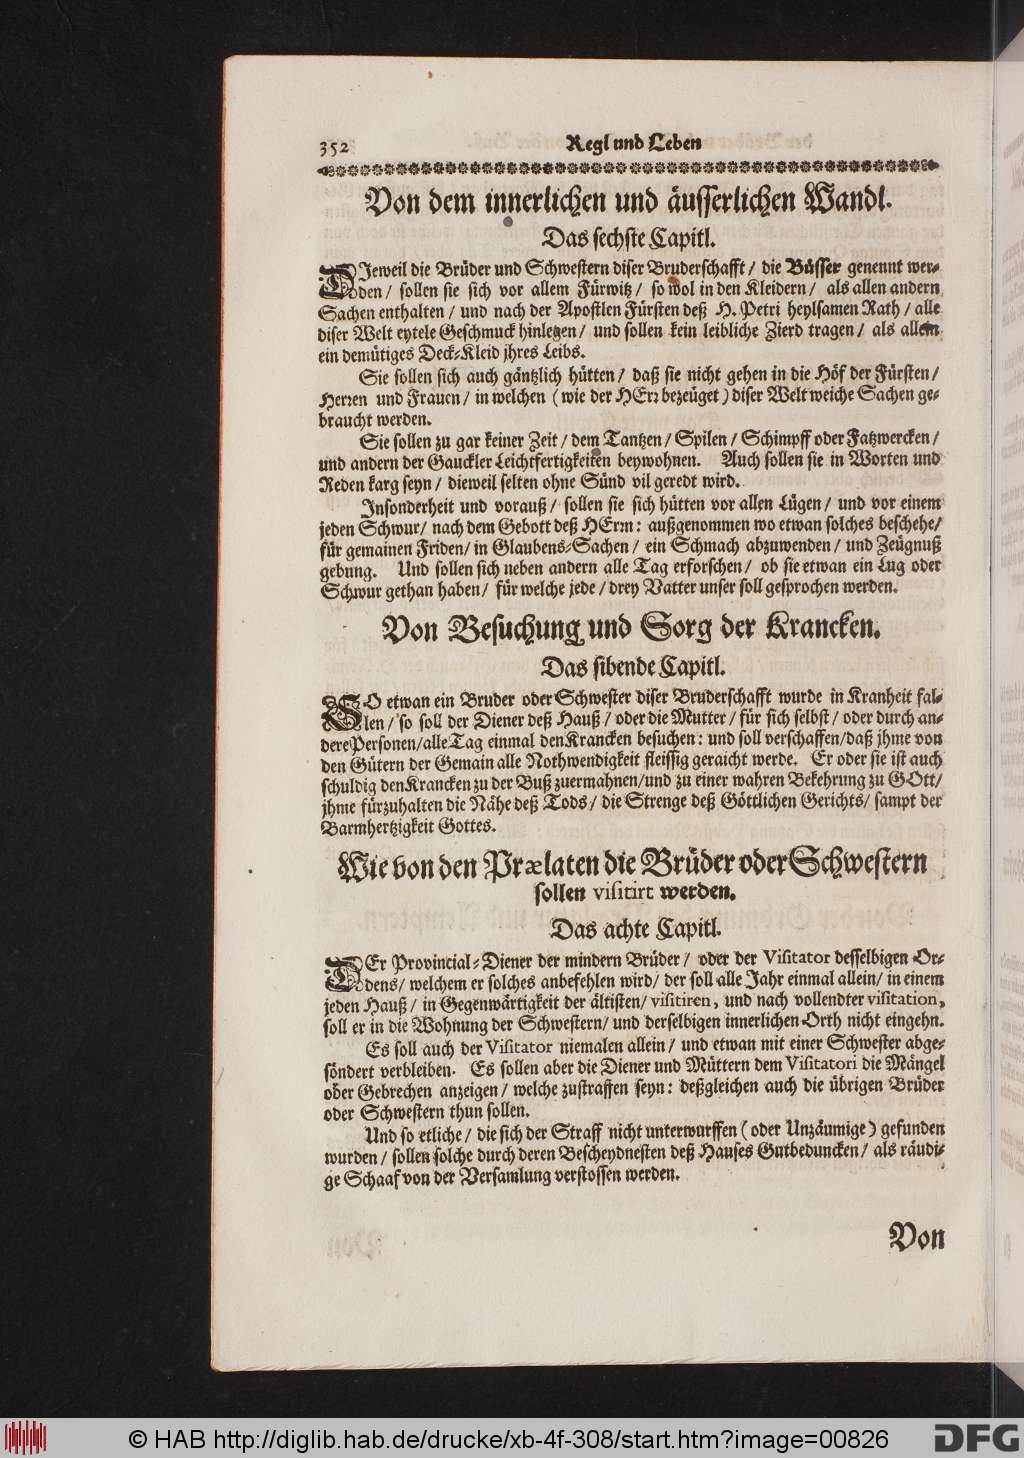 352 Regl und Leben
Von dem innerlichen und äusserlichen Wandl.
Das sechste Capitl.
DIeweil die Brüder und Schwestern diser Bruderschafft / die Büsser genennt wer-
den / sollen sie sich vor allem Fürwitz / so wol in den Kleidern / als allen andern
Sachen enthalten / und nach der Apostlen Fürsten deß H. Petri heylsamen Rath / alle
diser Welt eytele Geschmuck hinlegen / und sollen kein leibliche Zierd tragen / als allein
ein demütiges Deck-Kleid jhres Leibs.
Sie sollen sich auch gäntzlich hütten / daß sie nicht gehen in die Höf der Fürsten /
Herren und Frauen / in welchen ( wie der HErr bezeüget ) diser Welt weiche Sachen ge-
braucht werden.
Sie sollen zu gar keiner Zeit / dem Tantzen / Spilen / Schimpff oder Fatzwercken /
und andern der Gauckler Leichtfertigkeiten beywohnen. Auch sollen sie in Worten und
Reden karg seyn / dieweil selten ohne Sünd vil geredt wird.
Insonderheit und vorauß / sollen sie sich hütten vor allen Lügen / und vor einem
jeden Schwur / nach dem Gebott deß HErrn: außgenommen wo etwan solches beschehe /
für gemainen Friden / in Glaubens-Sachen / ein Schmach abzuwenden / und Zeügnuß
gebung. Und sollen sich neben andern alle Tag erforschen / ob sie etwan ein Lug oder
Schwur gethan haben / für welche jede / drey Vatter unser soll gesprochen werden.
Von Besuchung und Sorg der Krancken.
Das sibende Capitl.
SO etwan ein Bruder oder Schwester diser Bruderschafft wurde in Kranheit fal-
len / so soll der Diener deß Hauß / oder die Mutter / für sich selbst / oder durch an-
dere Personen / alle Tag einmal den Krancken besuchen: und soll verschaffen / daß jhme von
den Gütern der Gemain alle Nothwendigkeit fleissig geraicht werde. Er oder sie ist auch
schuldig den Krancken zu der Buß zuermahnen / und zu einer wahren Bekehrung zu GOtt /
jhme fürzuhalten die Nähe deß Tods / die Strenge deß Göttlichen Gerichts / sampt der
Barmhertzigkeit Gottes.
Wie von den Prælaten die Brüder oder Schwestern
sollen visitirt werden.
Das achte Capitl.
DEr Provincial-Diener der mindern Brüder / oder der Visitator desselbigen Or-
dens / welchem er solches anbefehlen wird / der soll alle Jahr einmal allein / in einem
jeden Hauß / in Gegenwärtigkeit der ältisten / visitiren, und nach vollendter visitation,
soll er in die Wohnung der Schwestern / und derselbigen innerlichen Orth nicht eingehn.
Es soll auch der Visitator niemalen allein / und etwan mit einer Schwester abge-
söndert verbleiben. Es sollen aber die Diener und Müttern dem Visitatori die Mängel
oder Gebrechen anzeigen / welche zustraffen seyn: deßgleichen auch die übrigen Brüder
oder Schwestern thun sollen.
Und so etliche / die sich der Straff nicht unterwurffen ( oder Unzäumige ) gefunden
wurden / sollen solche durch deren Bescheydnesten deß Hauses Gutbeduncken / als räudi-
ge Schaaf von der Versamlung verstossen werden.
Von
© HAB http://diglib.hab.de/drucke/xb-4f-308/start.htm?image=00826
DFG